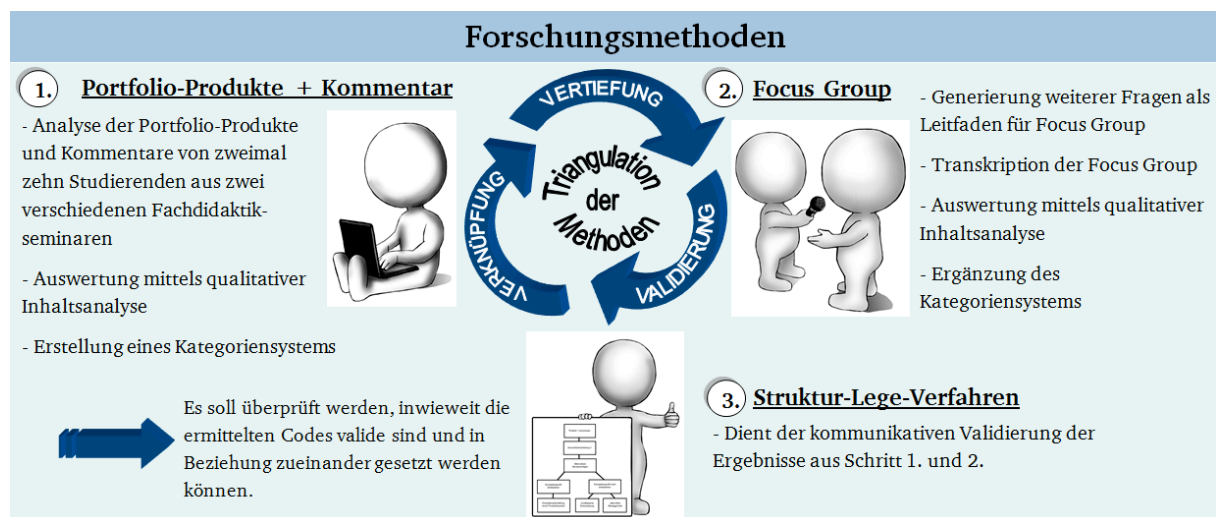 Forschungsmethoden
1. Portfolio-Produkte + Kommentar
- Analyse der Portfolio-Produkte
und Kommentare von zweimal
zehn Studierenden aus zwei
verschiedenen Fachdidaktik-
seminaren
- Auswertung mittels qualitativer
Inhaltsanalyse
- Erstellung eines Kategoriensystems
VERTIEFUNG
VALIDIERUNG
VERKNÜPFUNG
Triangulation
der
Methoden
2. Focus Group
- Generierung weiterer Fragen als
Leitfaden für Focus Group
- Transkription der Focus Group
- Auswertung mittels qualitativer
Inhaltsanalyse
- Ergänzung des
Kategoriensystems
Es soll überprüft werden, inwieweit die
ermittelten Codes valide sind und in
Beziehung zueinander gesetzt werden
können.
3. Struktur-Lege-Verfahren
- Dient der kommunikativen Validierung der
Ergebnisse aus Schritt 1. und 2.